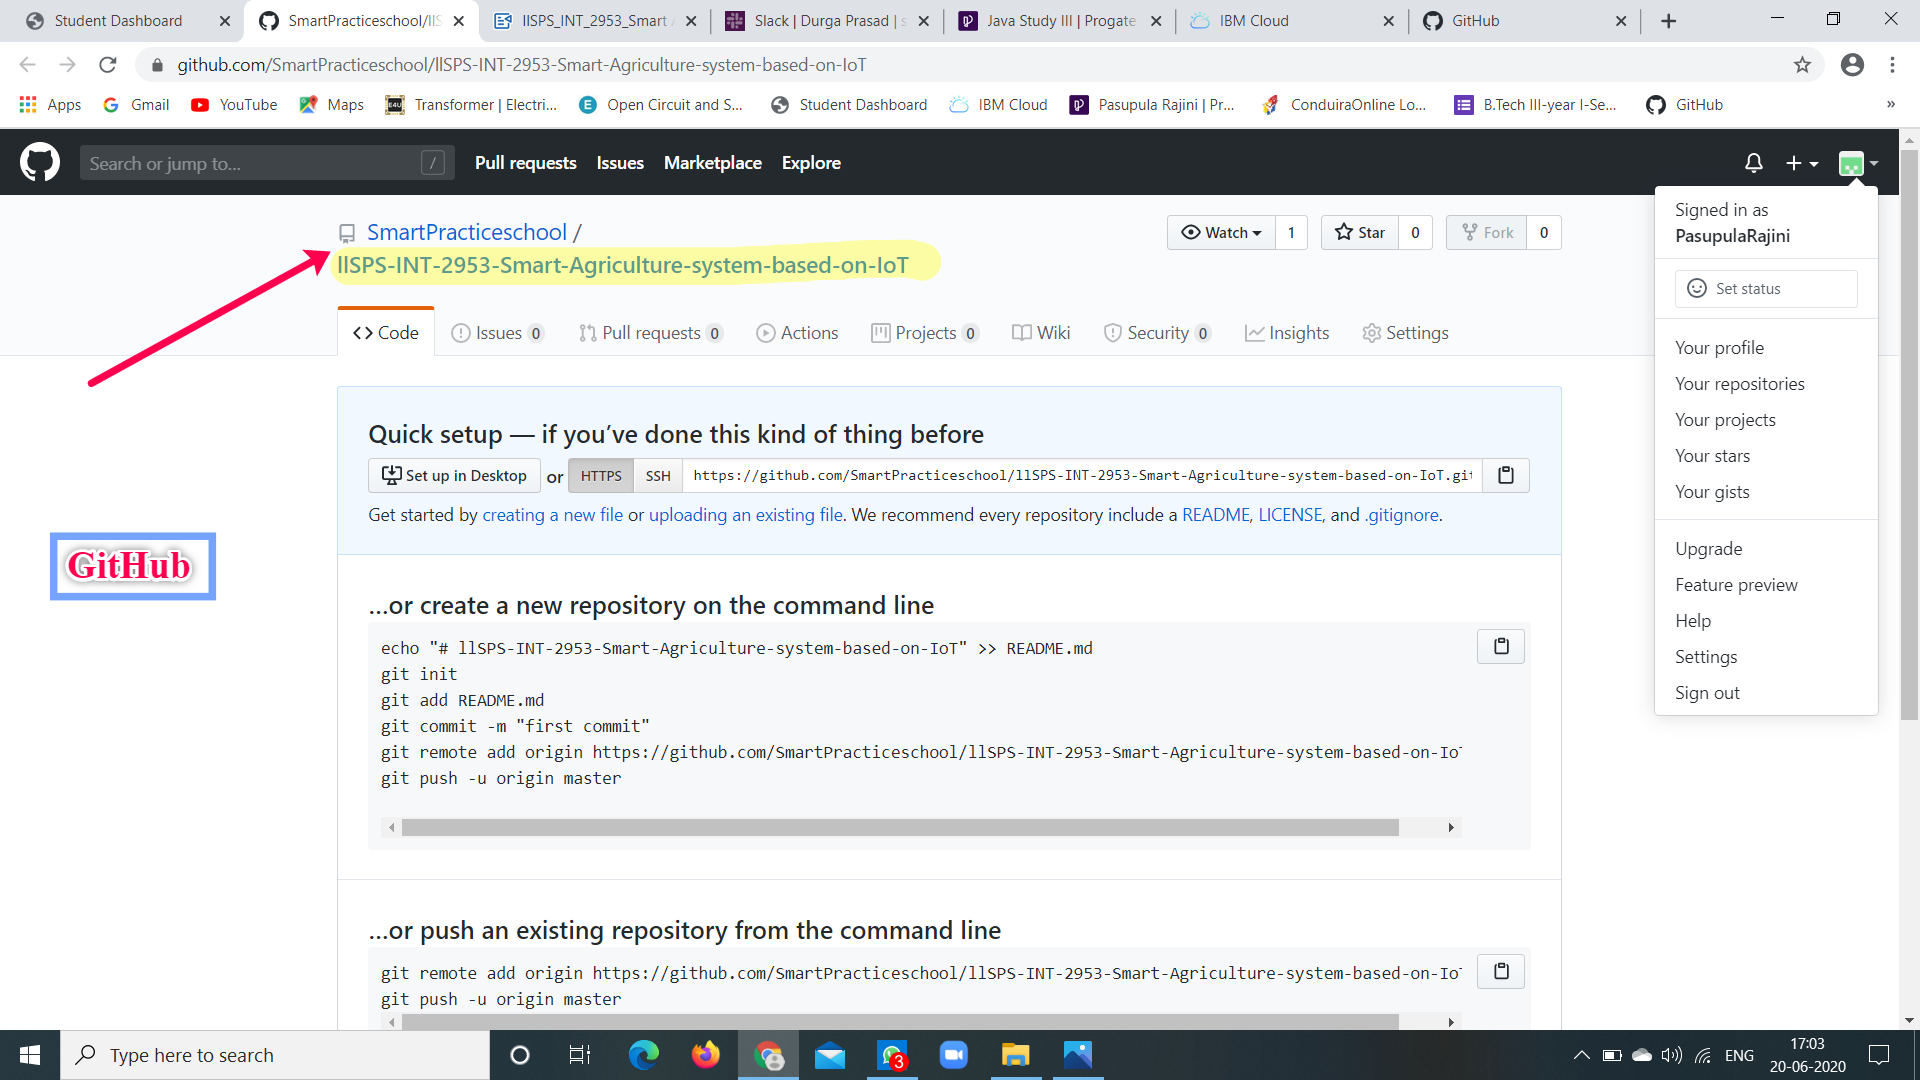 Student Dashboard
SmartPracticeschool/llS
llSPS_INT_2953_Smart A
Slack | Durga Prasad | s
Java Study III | Progate
IBM Cloud
GitHub
github.com/SmartPracticeschool/llSPS-INT-2953-Smart-Agriculture-system-based-on-IoT
Apps
Gmail
YouTube
Maps
Transformer | Electri...
Open Circuit and S...
Student Dashboard
IBM Cloud
Pasupula Rajini | Pr...
ConduiraOnline Lo...
B.Tech III-year I-Se...
GitHub
»
Search or jump to...
/
Pull requests
Issues
Marketplace
Explore
Signed in as
PasupulaRajini
Set status
Your profile
Your repositories
Your projects
Your stars
Your gists
Upgrade
Feature preview
Help
Settings
Sign out
SmartPracticeschool /
llSPS-INT-2953-Smart-Agriculture-system-based-on-IoT
Watch 1
Star 0
Fork 0
Code
Issues 0
Pull requests 0
Actions
Projects 0
Wiki
Security 0
Insights
Settings
Quick setup — if you’ve done this kind of thing before
Set up in Desktop or HTTPS SSH https://github.com/SmartPracticeschool/llSPS-INT-2953-Smart-Agriculture-system-based-on-IoT.git
Get started by creating a new file or uploading an existing file. We recommend every repository include a README, LICENSE, and .gitignore.
GitHub
…or create a new repository on the command line
echo "# llSPS-INT-2953-Smart-Agriculture-system-based-on-IoT" >> README.md
git init
git add README.md
git commit -m "first commit"
git remote add origin https://github.com/SmartPracticeschool/llSPS-INT-2953-Smart-Agriculture-system-based-on-IoT
git push -u origin master
…or push an existing repository from the command line
git remote add origin https://github.com/SmartPracticeschool/llSPS-INT-2953-Smart-Agriculture-system-based-on-IoT
git push -u origin master
Type here to search
3
ENG
17:03
20-06-2020